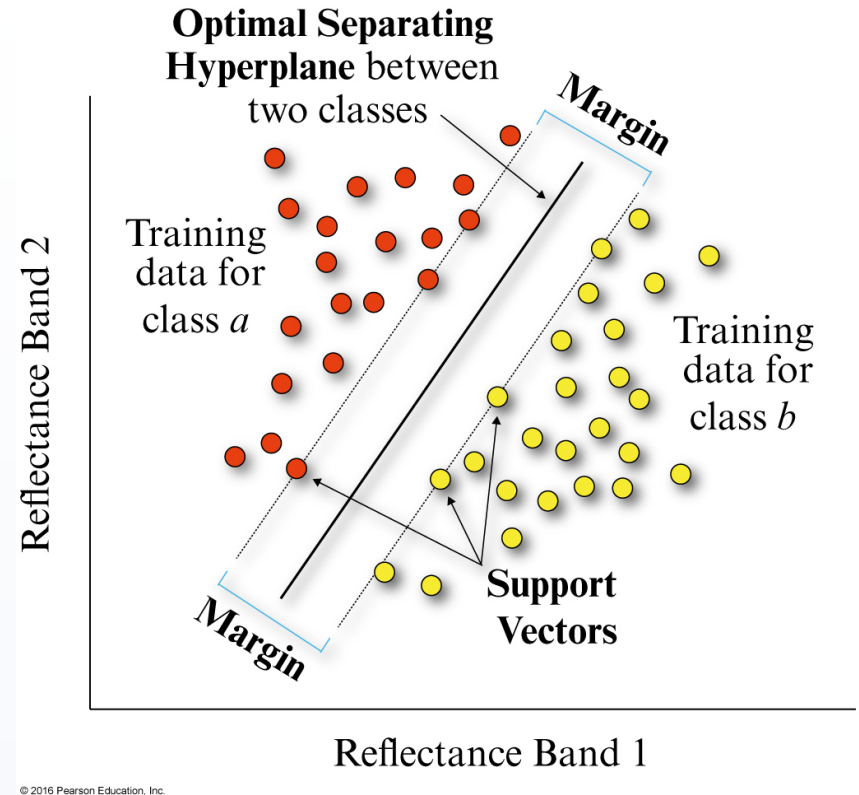 Optimal Separating
Hyperplane between
two classes
Margin
Training
data for
class a
Training
data for
class b
Reflectance Band 2
Support
Vectors
Margin
Reflectance Band 1
© 2016 Pearson Education, Inc.